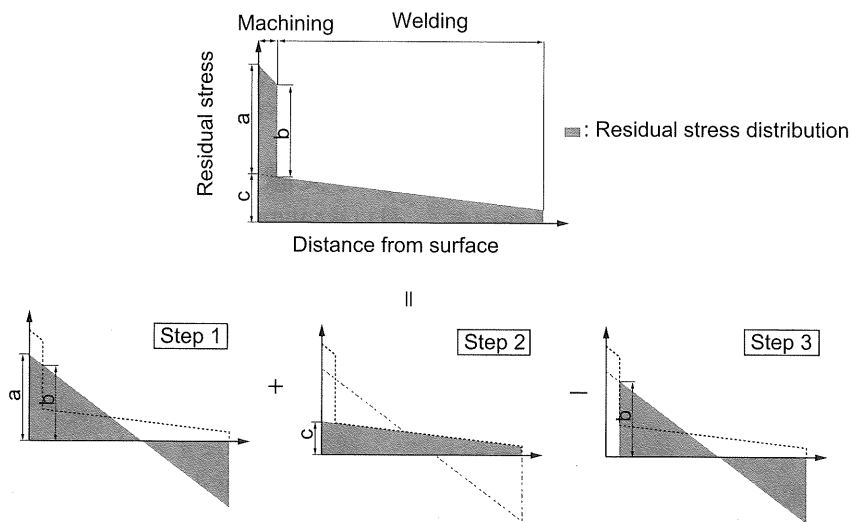 Machining
Welding
Residual stress
a
b
c
: Residual stress distribution
Distance from surface
=
Step 1
a
b
+
Step 2
c
−
Step 3
b